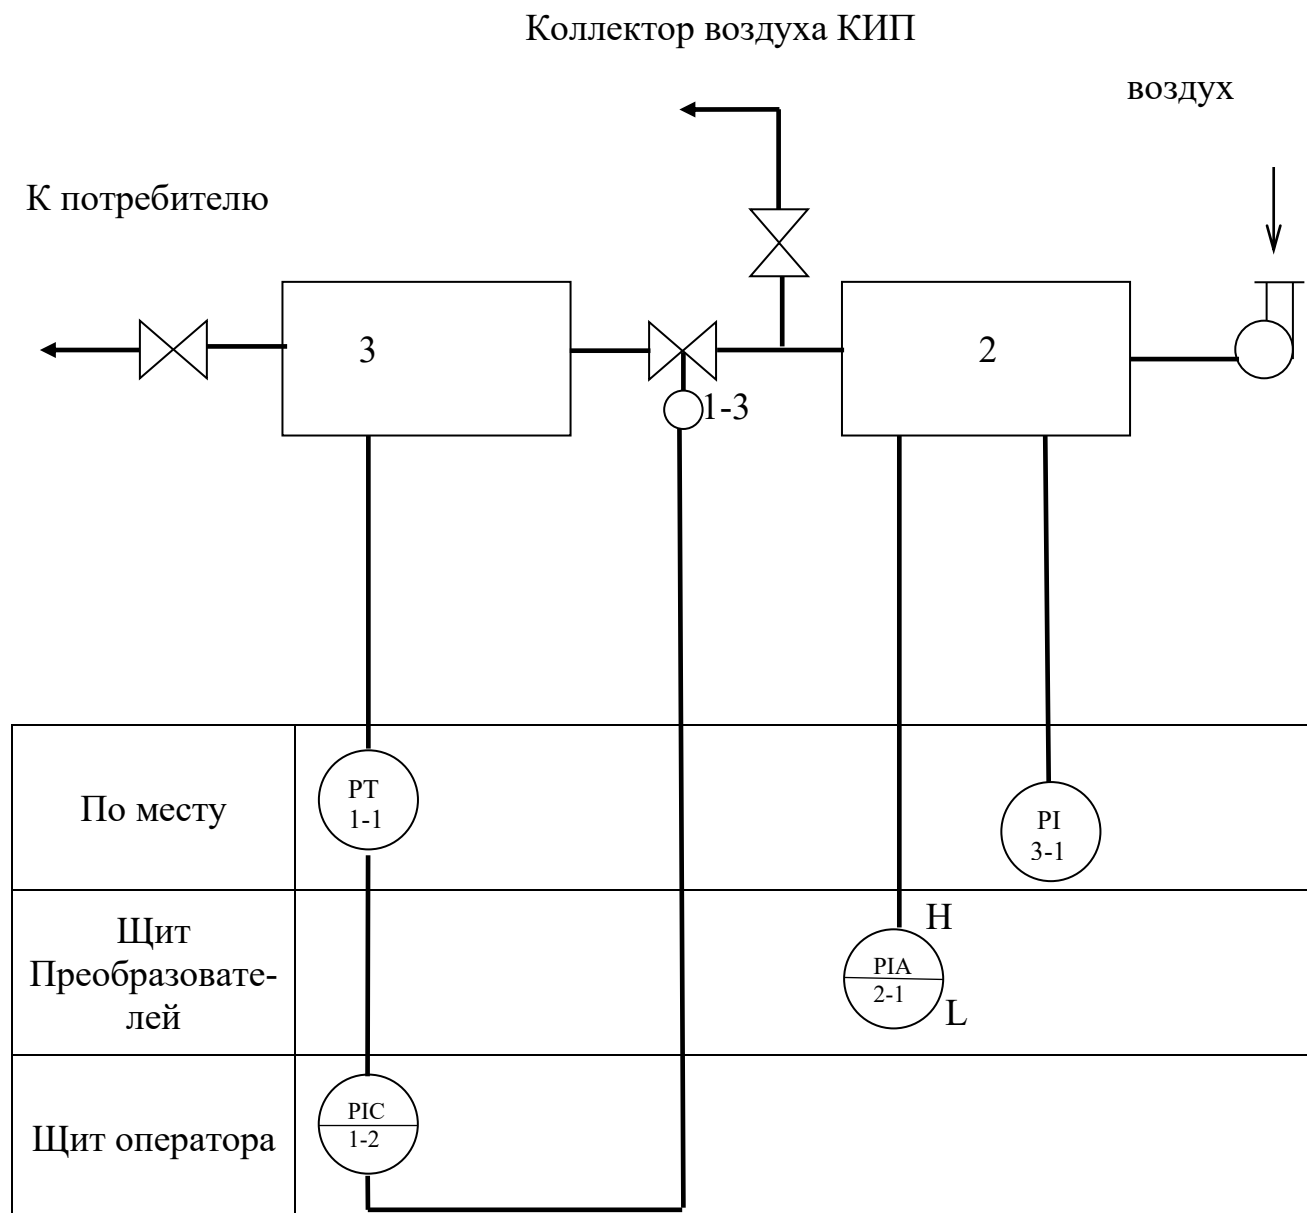 Коллектор воздуха КИП
воздух
К потребителю
3
2
1-3
По месту
PT
1-1
PI
3-1
Щит
Преобразовате-
лей
H
PIA
2-1
L
Щит оператора
PIC
1-2